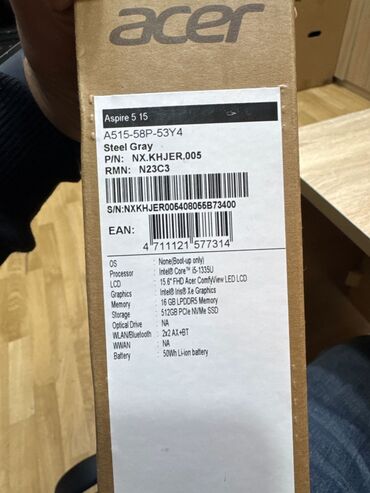 acer
Aspire 5 15
A515-58P-53Y4
Steel Gray
P/N: NX.KHJER.005
RMN: N23C3
S/N:NXKHJER005408055B73400
EAN:
4 711121 577314
OS : None(Boot-up only)
Processor : Intel® Core™ i5-1335U
LCD : 15.6" FHD Acer ComfyView LED LCD
Graphics : Intel® Iris® Xe Graphics
Memory : 16 GB LPDDR5 Memory
Storage : 512GB PCIe NVMe SSD
Optical Drive : NA
WLAN/Bluetooth : 2x2 AX+BT
WWAN : NA
Battery : 50Wh Li-ion battery